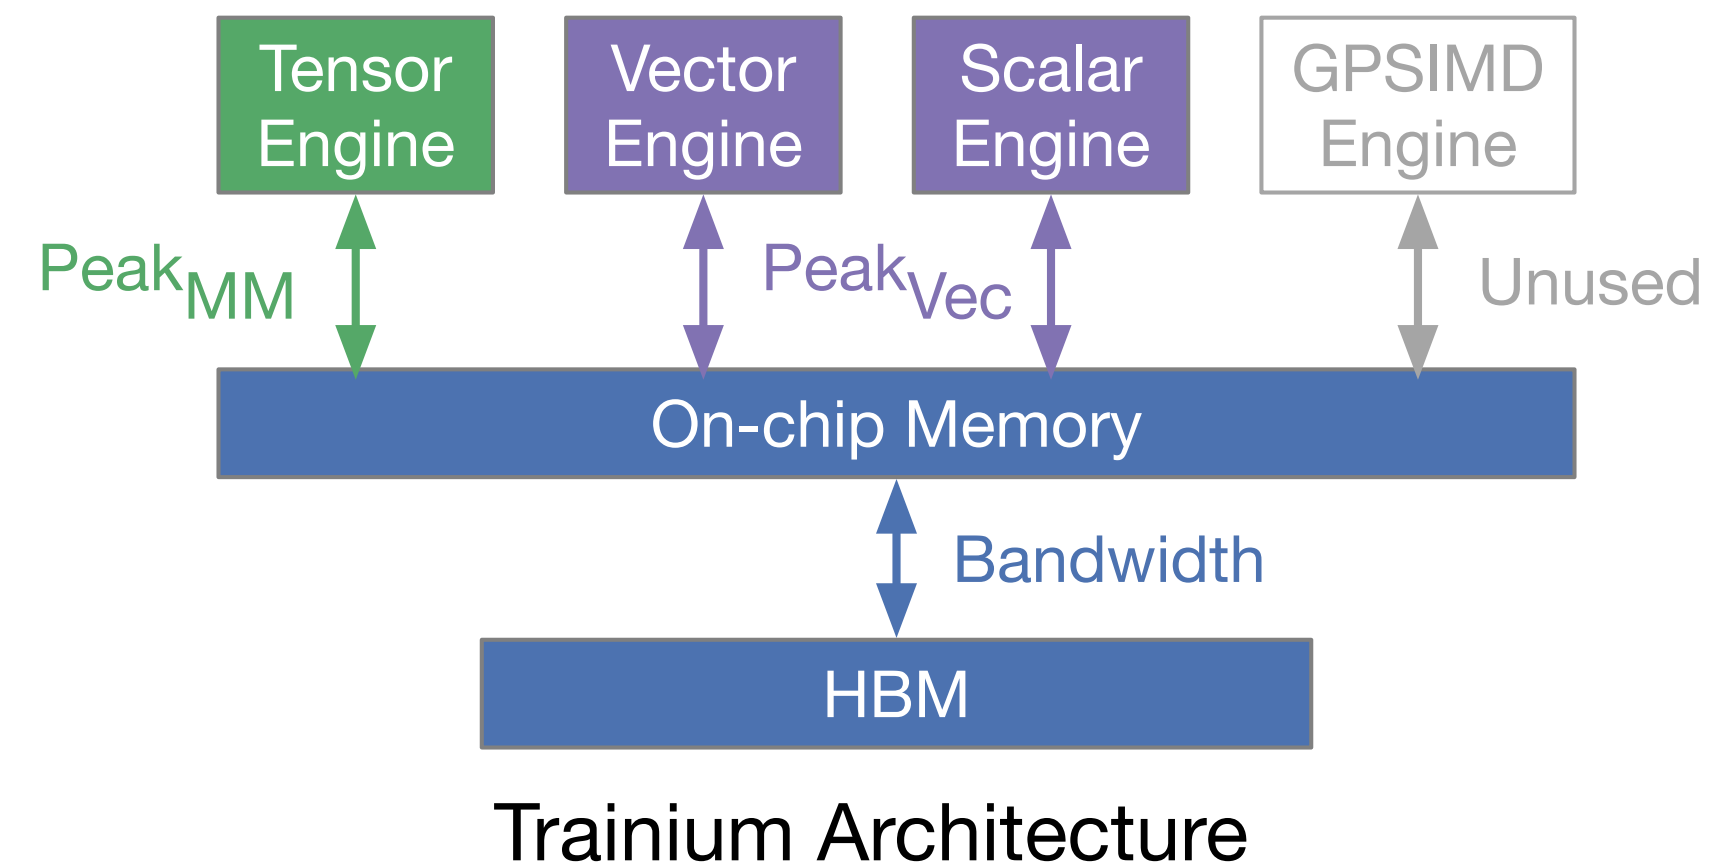 Tensor
Engine
Vector
Engine
Scalar
Engine
GPSIMD
Engine
PeakMM
PeakVec
Unused
On-chip Memory
Bandwidth
HBM
Trainium Architecture